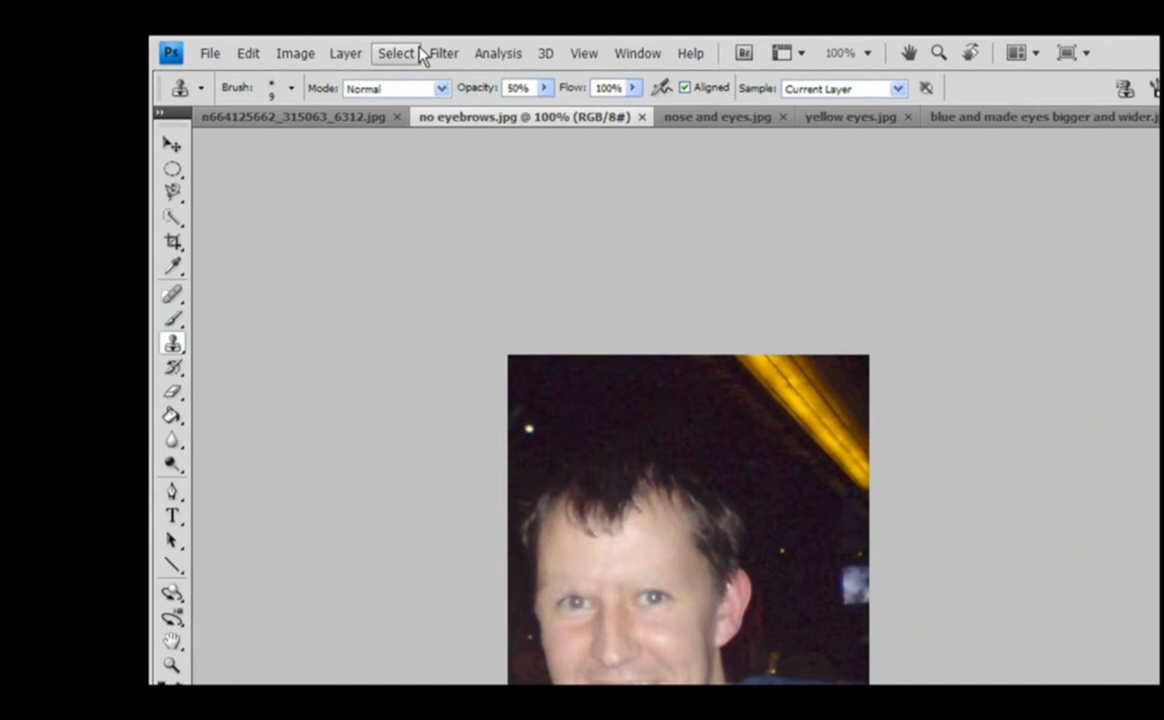 Ps File Edit Image Layer Select Filter Analysis 3D View Window Help Br 100%
Brush: 9 Mode: Normal Opacity: 50% Flow: 100% Aligned Sample: Current Layer
n664125662_315063_6312.jpg × no eyebrows.jpg @ 100% (RGB/8#) × nose and eyes.jpg × yellow eyes.jpg × blue and made eyes bigger and wider.j
T